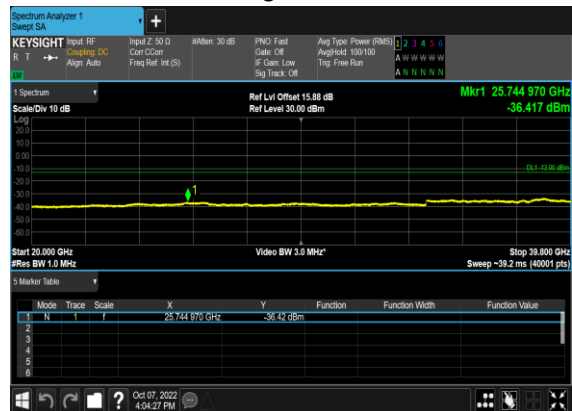 Spectrum Analyzer 1
Swept SA
+
KEYSIGHT Input: RF Input Z: 50 Ω #Atten: 30 dB PNO: Fast Avg Type: Power (RMS) 1 2 3 4 5 6
R T Coupling: DC Corr CCorr Gate: Off Avg|Hold: 100/100 A W W W W W
Align: Auto Freq Ref: Int (S) IF Gain: Low Trig: Free Run
Sig Track: Off A N N N N N
1 Spectrum Ref Lvl Offset 15.88 dB Mkr1 25.744 970 GHz
Scale/Div 10 dB Ref Level 30.00 dBm -36.417 dBm
Log
20.0
10.0
0.00
-10.0
DL1 -13.00 dBm
-20.0
-30.0
1
-40.0
-50.0
-60.0
Start 20.000 GHz Video BW 3.0 MHz* Stop 39.800 GHz
#Res BW 1.0 MHz Sweep ~39.2 ms (40001 pts)
5 Marker Table
Mode Trace Scale X Y Function Function Width Function Value
1 N 1 f 25.744 970 GHz -36.42 dBm
2
3
4
5
6
? Oct 07, 2022
4:04:27 PM